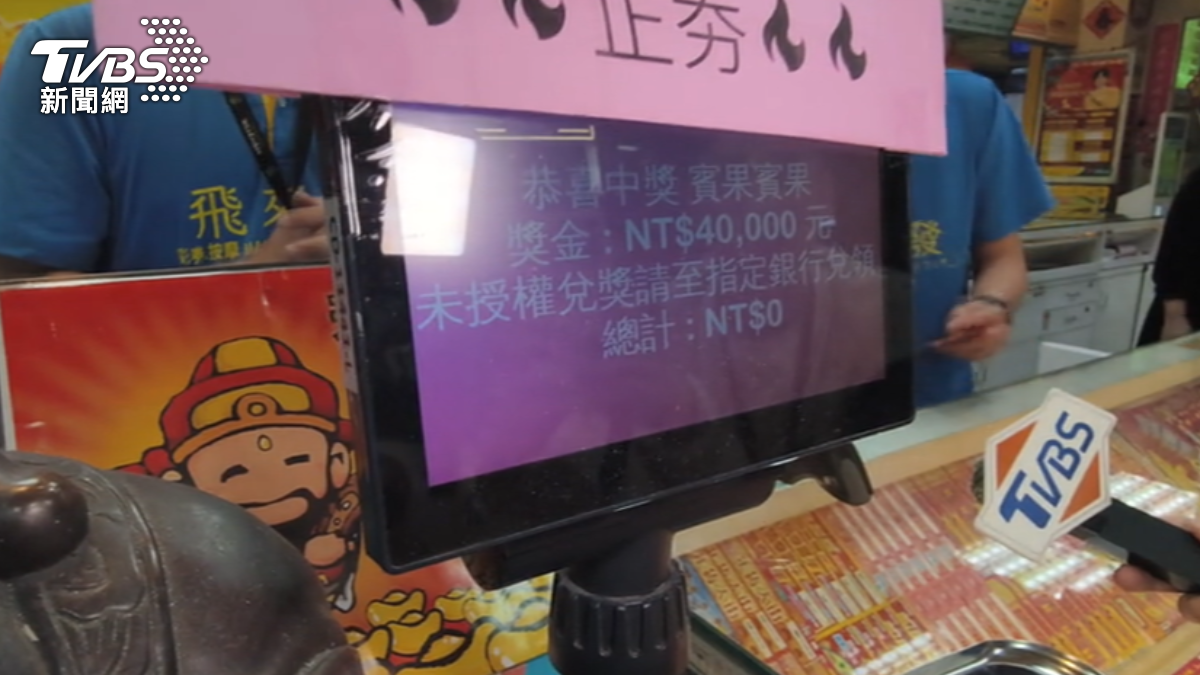 TVBS
新聞網
正夯
恭喜中獎 賓果賓果
獎金：NT$40,000 元
未授權兌獎請至指定銀行兌領
總計：NT$0
飛
發
TVBS